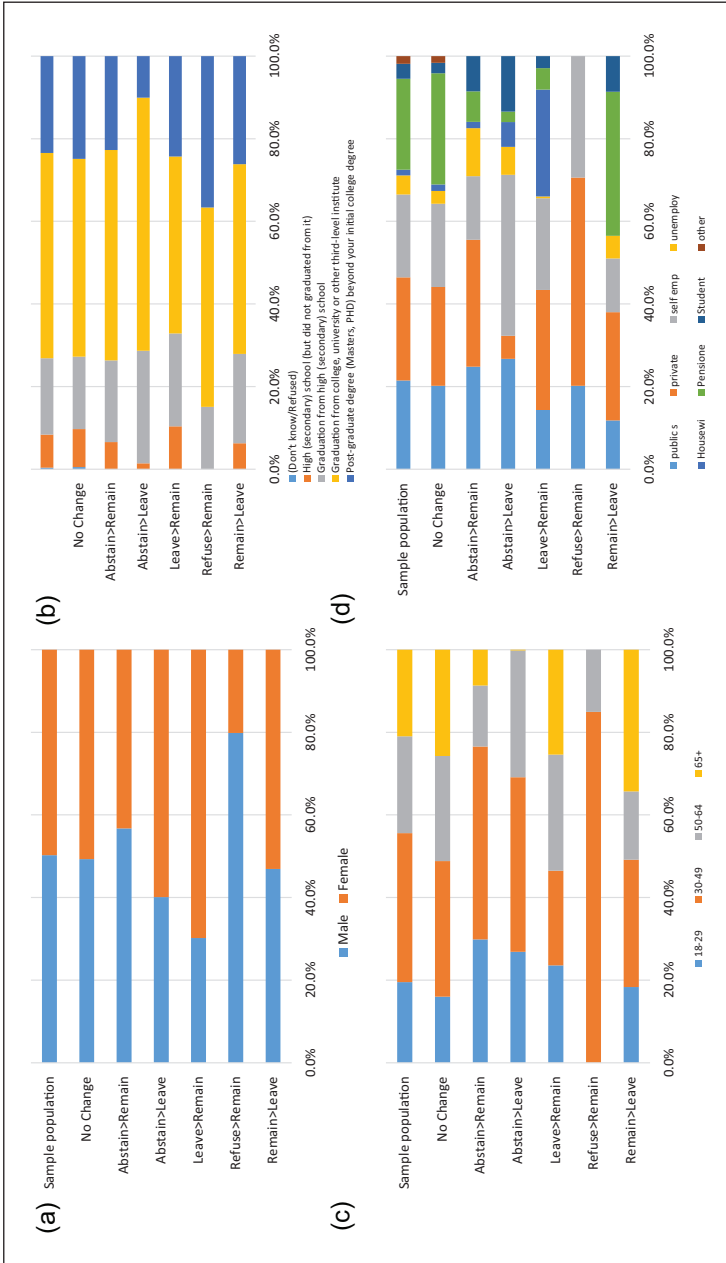 (a)
Sample population
No Change
Abstain>Remain
Abstain>Leave
Leave>Remain
Refuse>Remain
Remain>Leave
0.0% 20.0% 40.0% 60.0% 80.0% 100.0%
Male Female
(b)
No Change
Abstain>Remain
Abstain>Leave
Leave>Remain
Refuse>Remain
Remain>Leave
0.0% 20.0% 40.0% 60.0% 80.0% 100.0%
(Don't know/Refused)
High (secondary) school (but did not graduated from it)
Graduation from high (secondary) school
Graduation from college, university or other third-level institute
Post-graduate degree (Masters, PHD) beyond your initial college degree
(c)
Sample population
No Change
Abstain>Remain
Abstain>Leave
Leave>Remain
Refuse>Remain
Remain>Leave
0.0% 20.0% 40.0% 60.0% 80.0% 100.0%
18-29 30-49 50-64 65+
(d)
Sample population
No Change
Abstain>Remain
Abstain>Leave
Leave>Remain
Refuse>Remain
Remain>Leave
0.0% 20.0% 40.0% 60.0% 80.0% 100.0%
public s private self emp unemploy
Housewi Pensione Student other